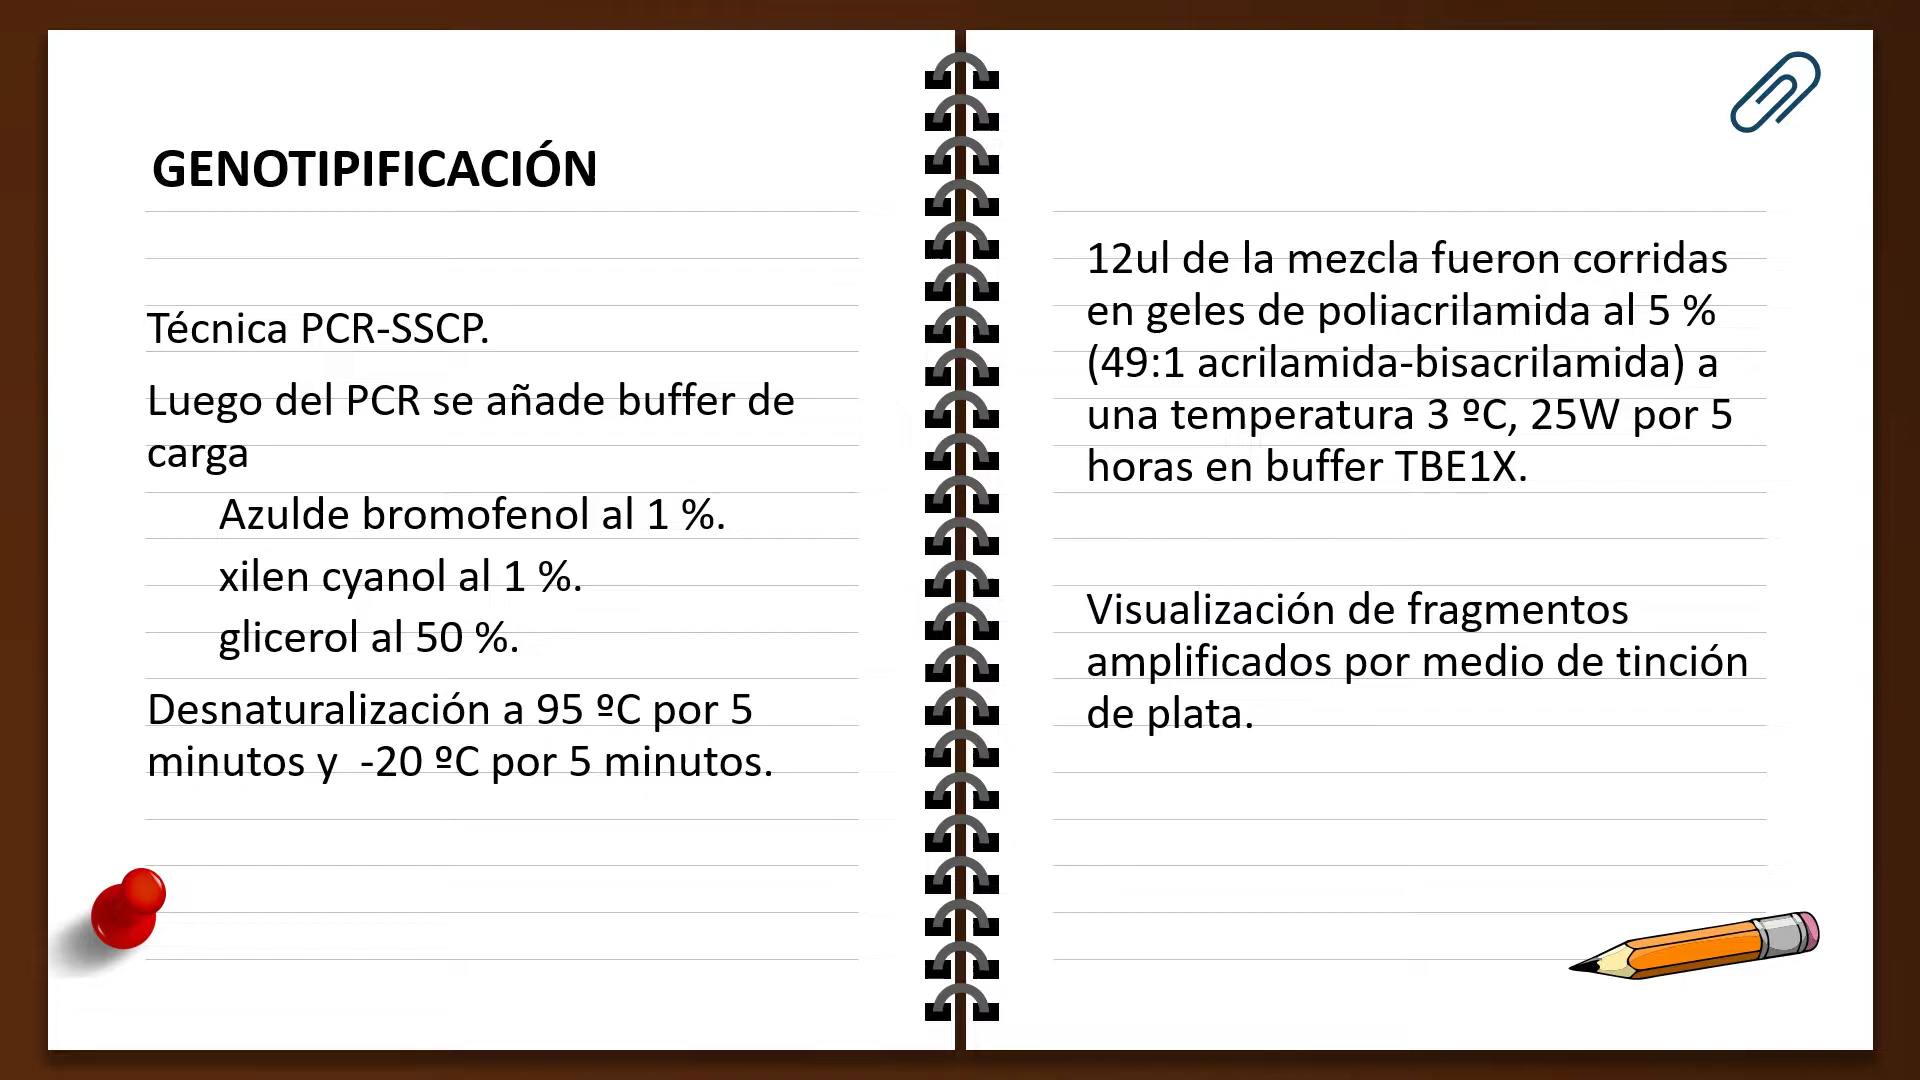 GENOTIPIFICACIÓN
Técnica PCR-SSCP.
Luego del PCR se añade buffer de
carga
Azulde bromofenol al 1 %.
xilen cyanol al 1 %.
glicerol al 50 %.
Desnaturalización a 95 ºC por 5
minutos y  -20 ºC por 5 minutos.
12ul de la mezcla fueron corridas
en geles de poliacrilamida al 5 %
(49:1 acrilamida-bisacrilamida) a
una temperatura 3 ºC, 25W por 5
horas en buffer TBE1X.
Visualización de fragmentos
amplificados por medio de tinción
de plata.